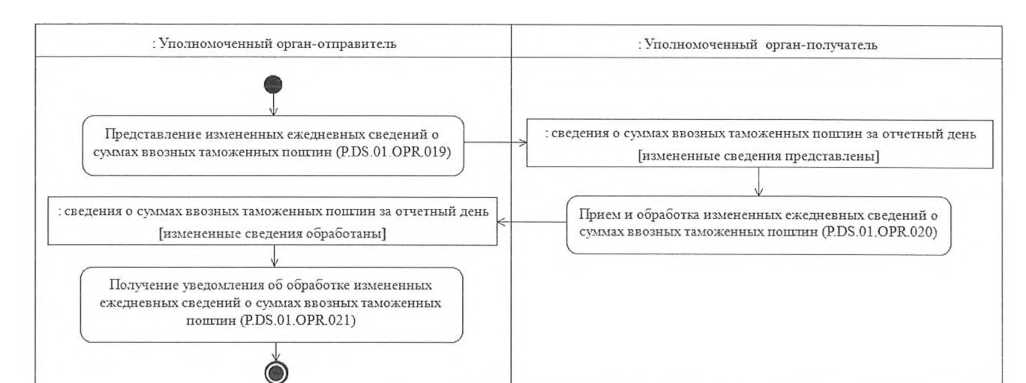 : Уполномоченный орган-отправитель
: Уполномоченный орган-получатель
Представление измененных ежедневных сведений о
суммах ввозных таможенных пошлин (P.DS.01.OPR.019)
: сведения о суммах ввозных таможенных пошлин за отчетный день
[измененные сведения представлены]
Прием и обработка измененных ежедневных сведений о
суммах ввозных таможенных пошлин (P.DS.01.OPR.020)
: сведения о суммах ввозных таможенных пошлин за отчетный день
[измененные сведения обработаны]
Получение уведомления об обработке измененных
ежедневных сведений о суммах ввозных таможенных
пошлин (P.DS.01.OPR.021)